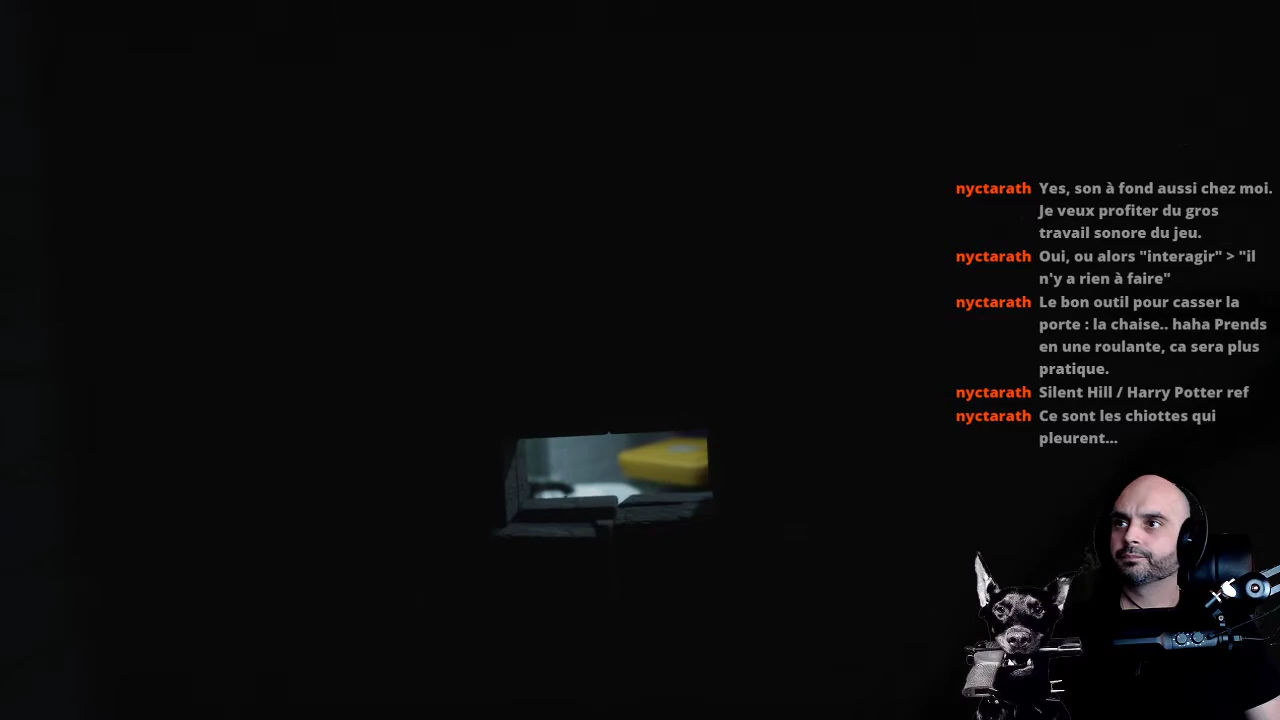 nyctarath Yes, son à fond aussi chez moi.
Je veux profiter du gros
travail sonore du jeu.
nyctarath Oui, ou alors "interagir" > "il
n'y a rien à faire"
nyctarath Le bon outil pour casser la
porte : la chaise.. haha Prends
en une roulante, ca sera plus
pratique.
nyctarath Silent Hill / Harry Potter ref
nyctarath Ce sont les chiottes qui
pleurent...